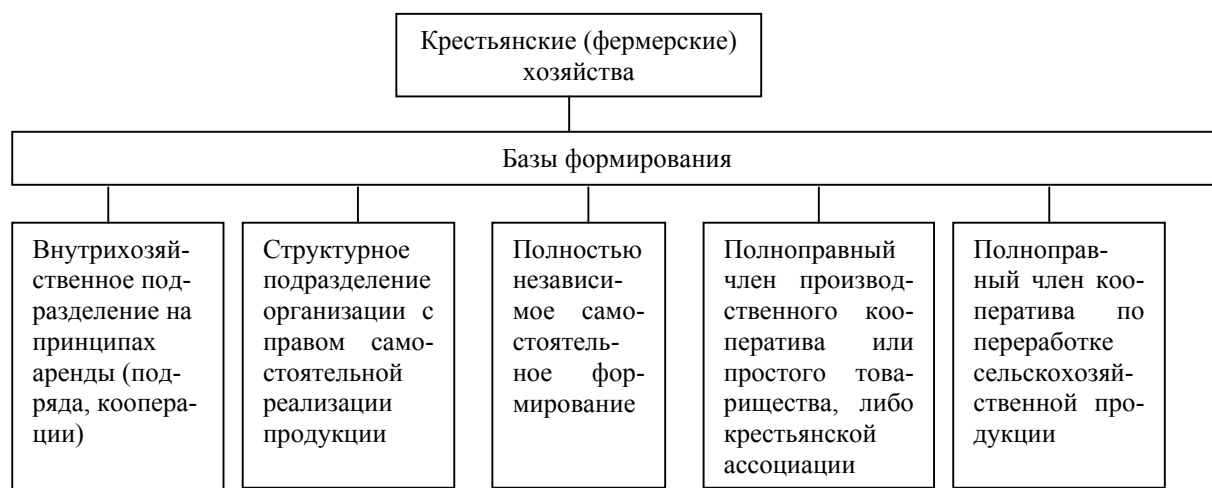 Крестьянские (фермерские)
хозяйства
Базы формирования
Внутрихозяй-
ственное под-
разделение на
принципах
аренды (под-
ряда, коопера-
ции)
Структурное
подразделение
организации с
правом само-
стоятельной
реализации
продукции
Полностью
независи-
мое само-
стоятель-
ное фор-
мирование
Полноправный
член производ-
ственного коо-
ператива или
простого това-
рищества, либо
крестьянской
ассоциации
Полноправ-
ный член коо-
ператива по
переработке
сельскохозяй-
ственной про-
дукции